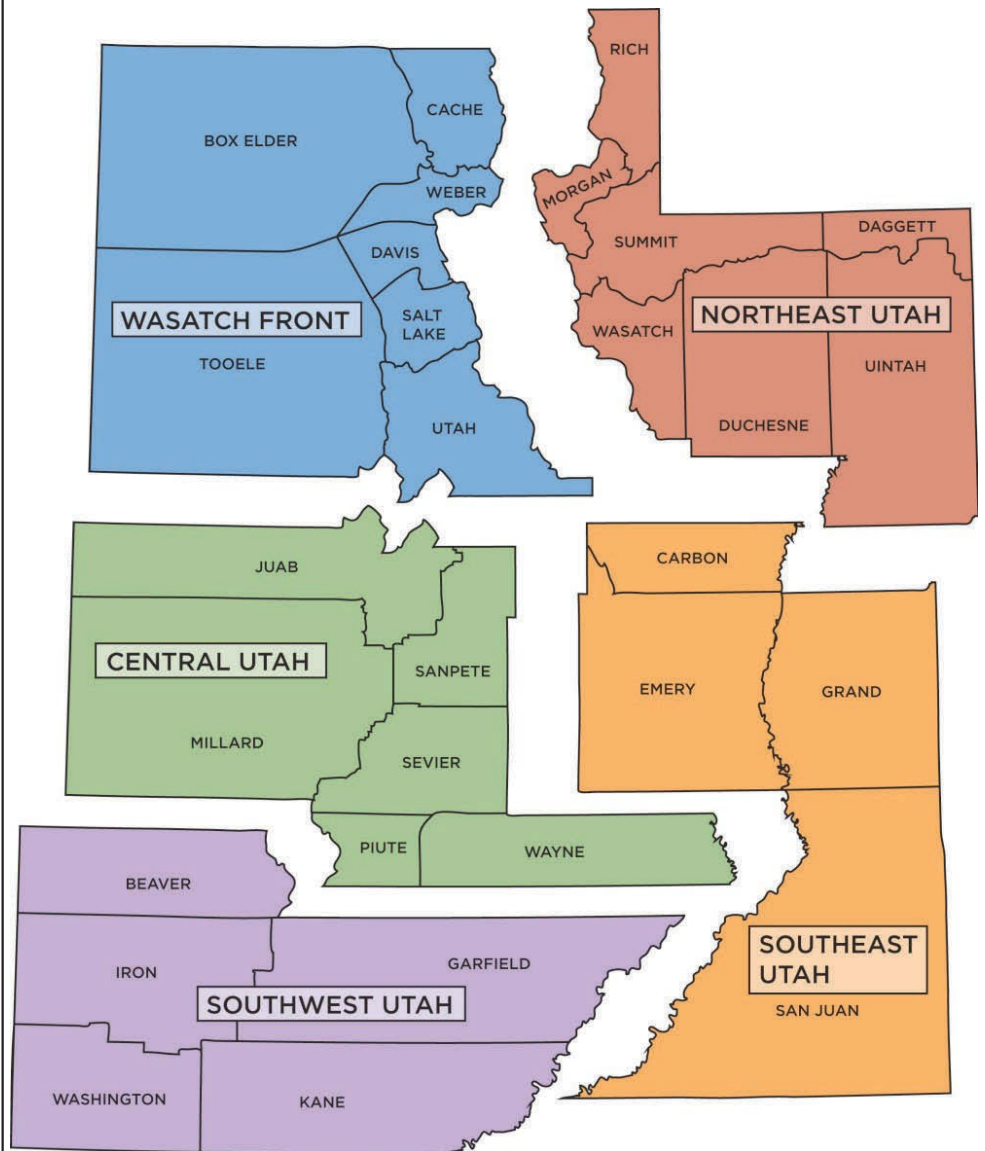 RICH
CACHE
BOX ELDER
MORGAN
WEBER
DAGGETT
SUMMIT
DAVIS
WASATCH FRONT
SALT
LAKE
NORTHEAST UTAH
WASATCH
TOOELE
UINTAH
UTAH
DUCHESNE
JUAB
CARBON
CENTRAL UTAH
SANPETE
EMERY
GRAND
MILLARD
SEVIER
PIUTE
WAYNE
BEAVER
SOUTHEAST
UTAH
IRON
GARFIELD
SOUTHWEST UTAH
SAN JUAN
WASHINGTON
KANE